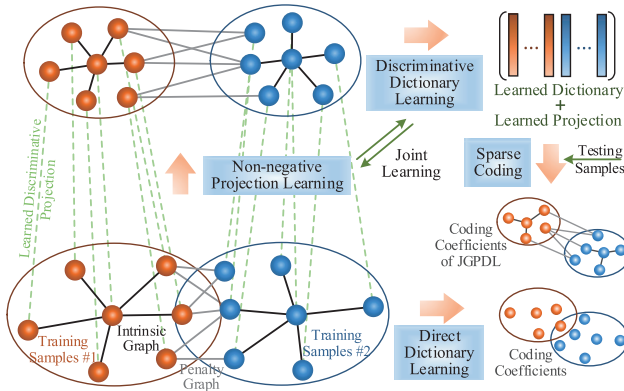 Discriminative
Dictionary
Learning
Learned Dictionary
+
Learned Projection
Learned Discriminative
Projection
Non-negative
Projection Learning
Joint
Learning
Sparse
Coding
Testing
Samples
Coding
Coefficients
of JGPDL
Training
Samples #1
Intrinsic
Graph
Penalty
Graph
Training
Samples #2
Direct
Dictionary
Learning
Coding
Coefficients